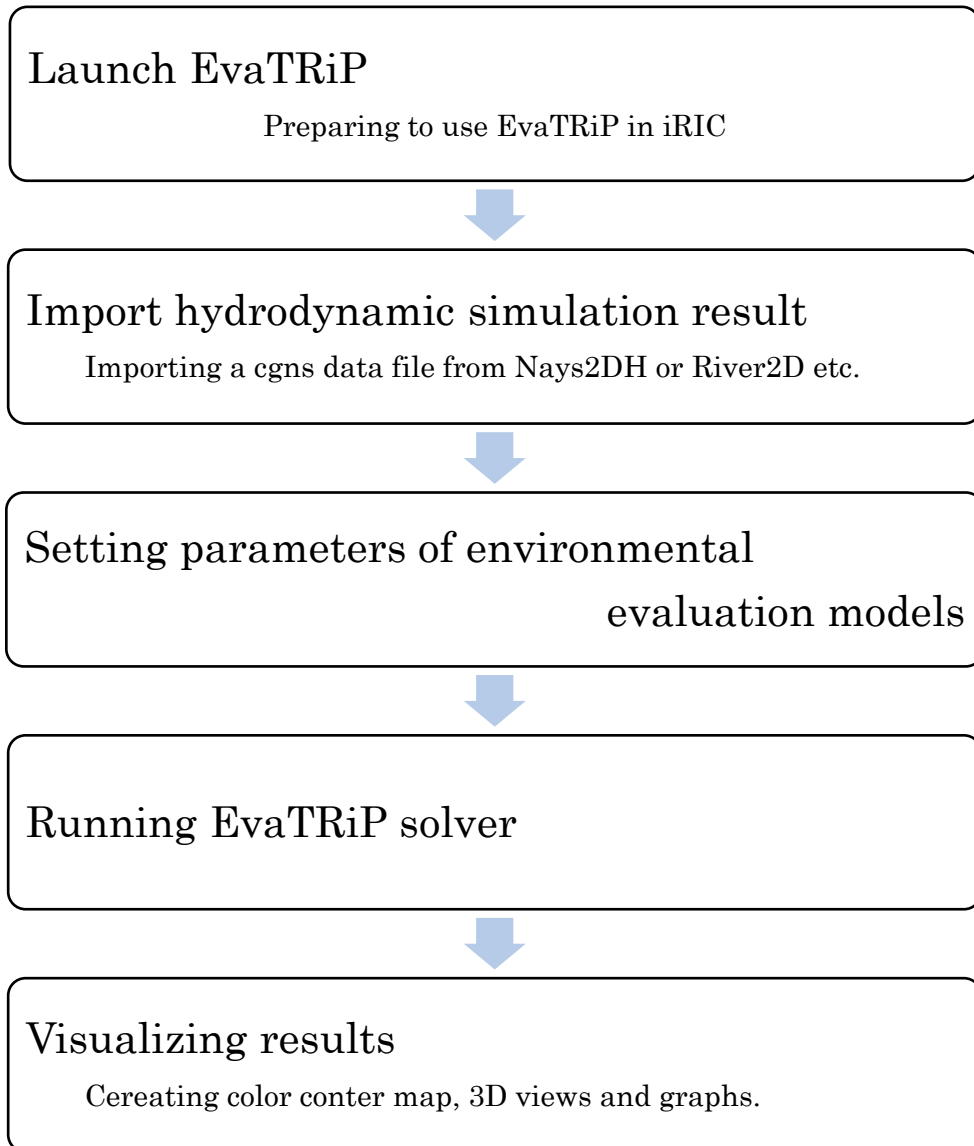 Launch EvaTRiP
Preparing to use EvaTRiP in iRIC
Import hydrodynamic simulation result
Importing a cgns data file from Nays2DH or River2D etc.
Setting parameters of environmental
evaluation models
Running EvaTRiP solver
Visualizing results
Cereating color conter map, 3D views and graphs.